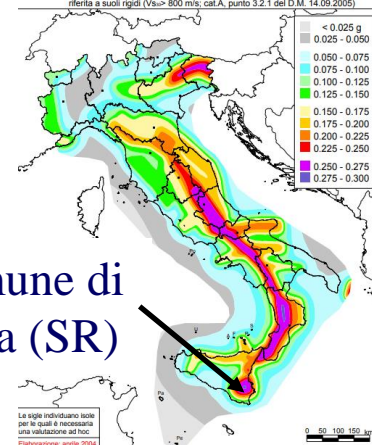 riferita a suoli rigidi (Vs₃₀> 800 m/s; cat.A, punto 3.2.1 del D.M. 14.09.2005)
< 0.025 g
0.025 - 0.050
0.050 - 0.075
0.075 - 0.100
0.100 - 0.125
0.125 - 0.150
0.150 - 0.175
0.175 - 0.200
0.200 - 0.225
0.225 - 0.250
0.250 - 0.275
0.275 - 0.300
mune di
a (SR)
Le sigle individuano isole
per le quali è necessaria
una valutazione ad hoc
Elaborazione: aprile 2004
0 50 100 150 km